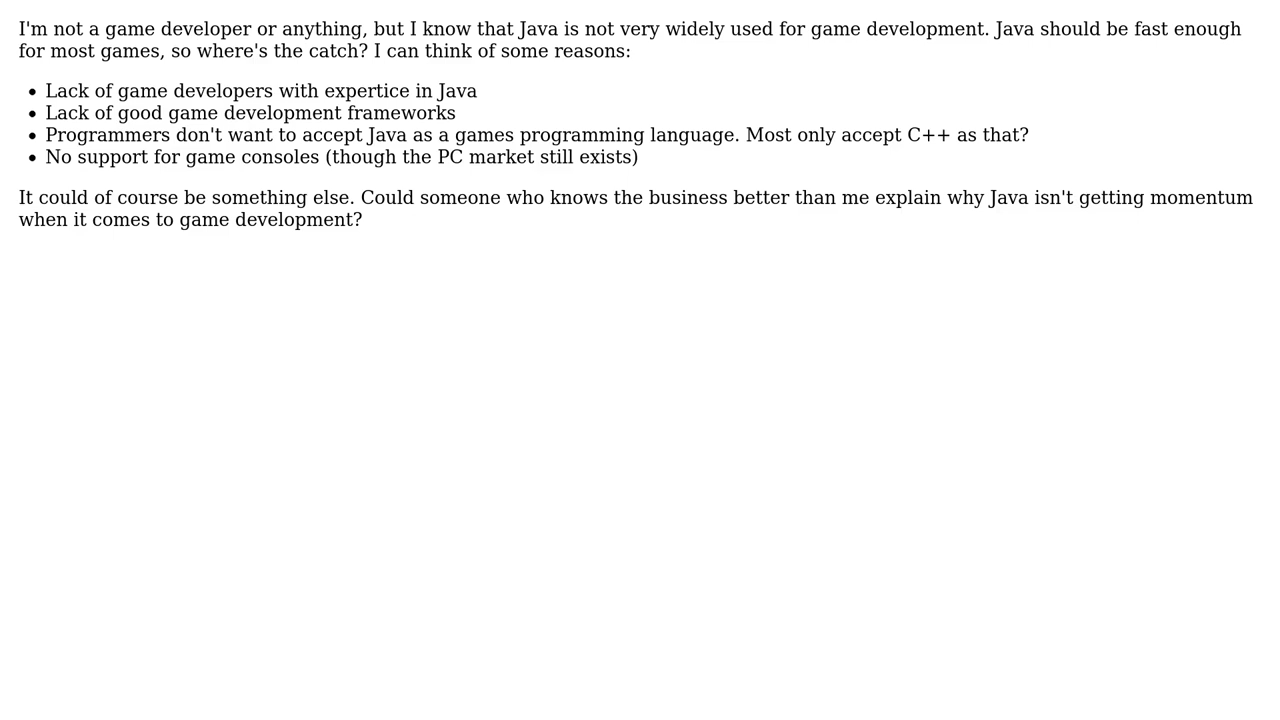 I'm not a game developer or anything, but I know that Java is not very widely used for game development. Java should be fast enough
for most games, so where's the catch? I can think of some reasons:
• Lack of game developers with expertice in Java
• Lack of good game development frameworks
• Programmers don't want to accept Java as a games programming language. Most only accept C++ as that?
• No support for game consoles (though the PC market still exists)
It could of course be something else. Could someone who knows the business better than me explain why Java isn't getting momentum
when it comes to game development?